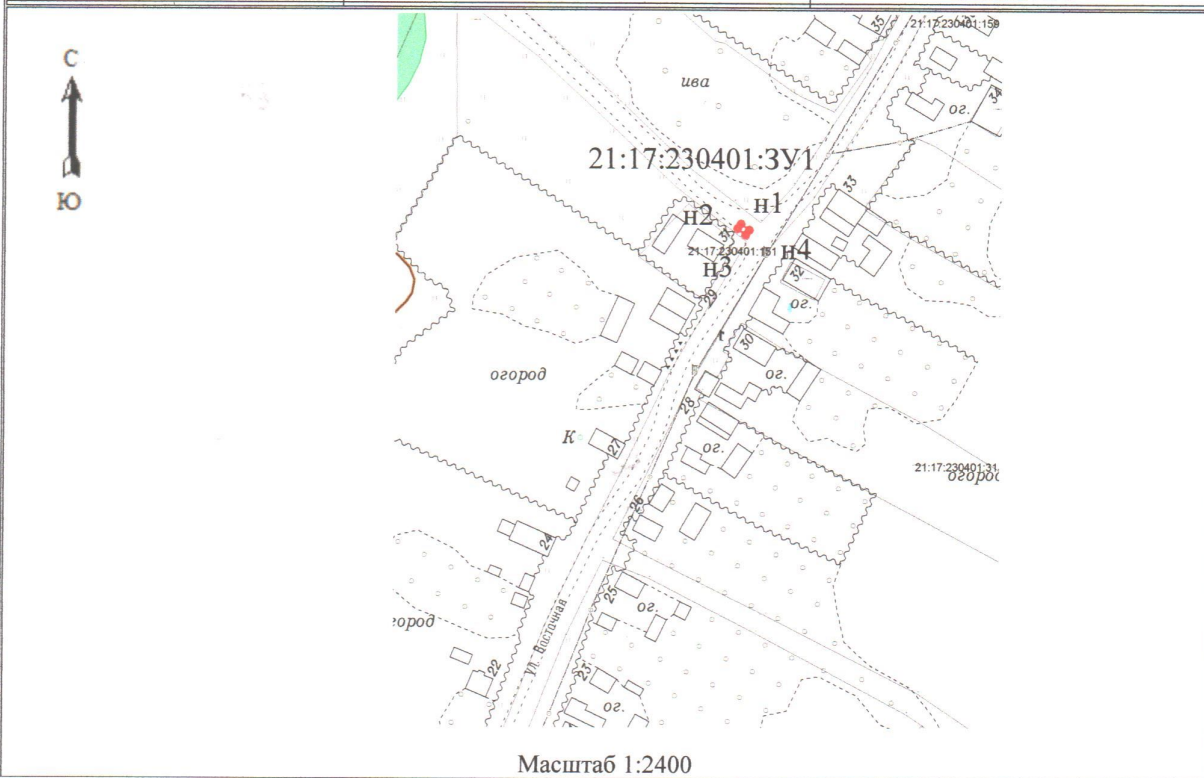 С
Ю
35
21:17:230401:159
ива
ог.
34
21:17:230401:ЗУ1
33
н1
н2
31
21:17:230401:151
н4
н3
32
29
ог.
30
огород
ог.
28
К
27
ог.
21:17:230401:31
огород
26
24
25
ог.
огород
ул. Восточная
22
23
ог.
Масштаб 1:2400